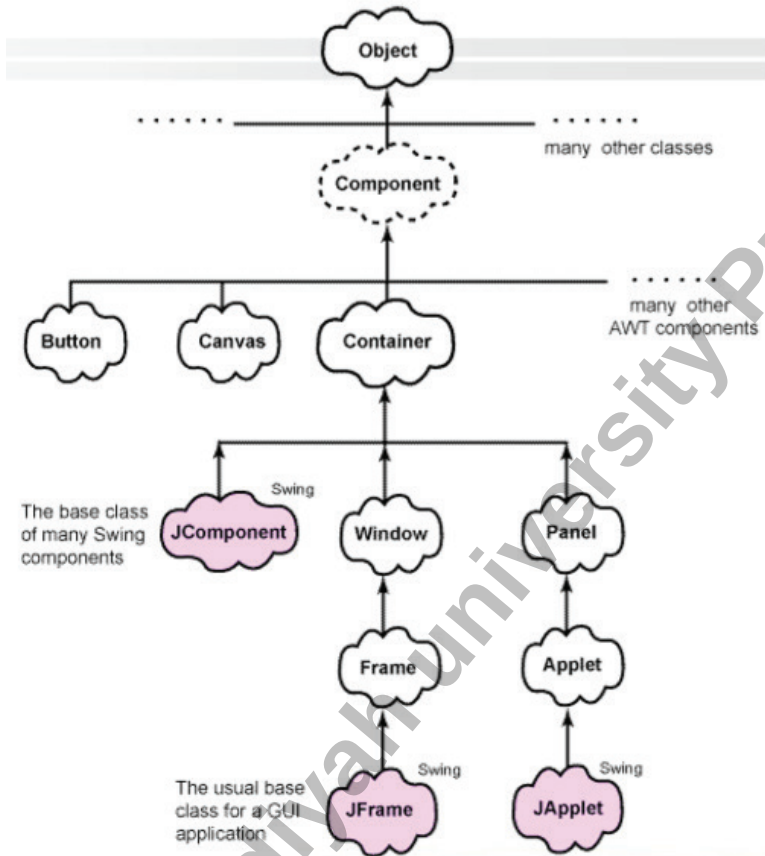 Object
. . . . . .
. . . . . .
many other classes
Component
. . . . . .
many other
AWT components
Button
Canvas
Container
The base class
of many Swing
components
Swing
JComponent
Window
Panel
Frame
Applet
The usual base
class for a GUI
application
Swing
JFrame
Swing
JApplet
university